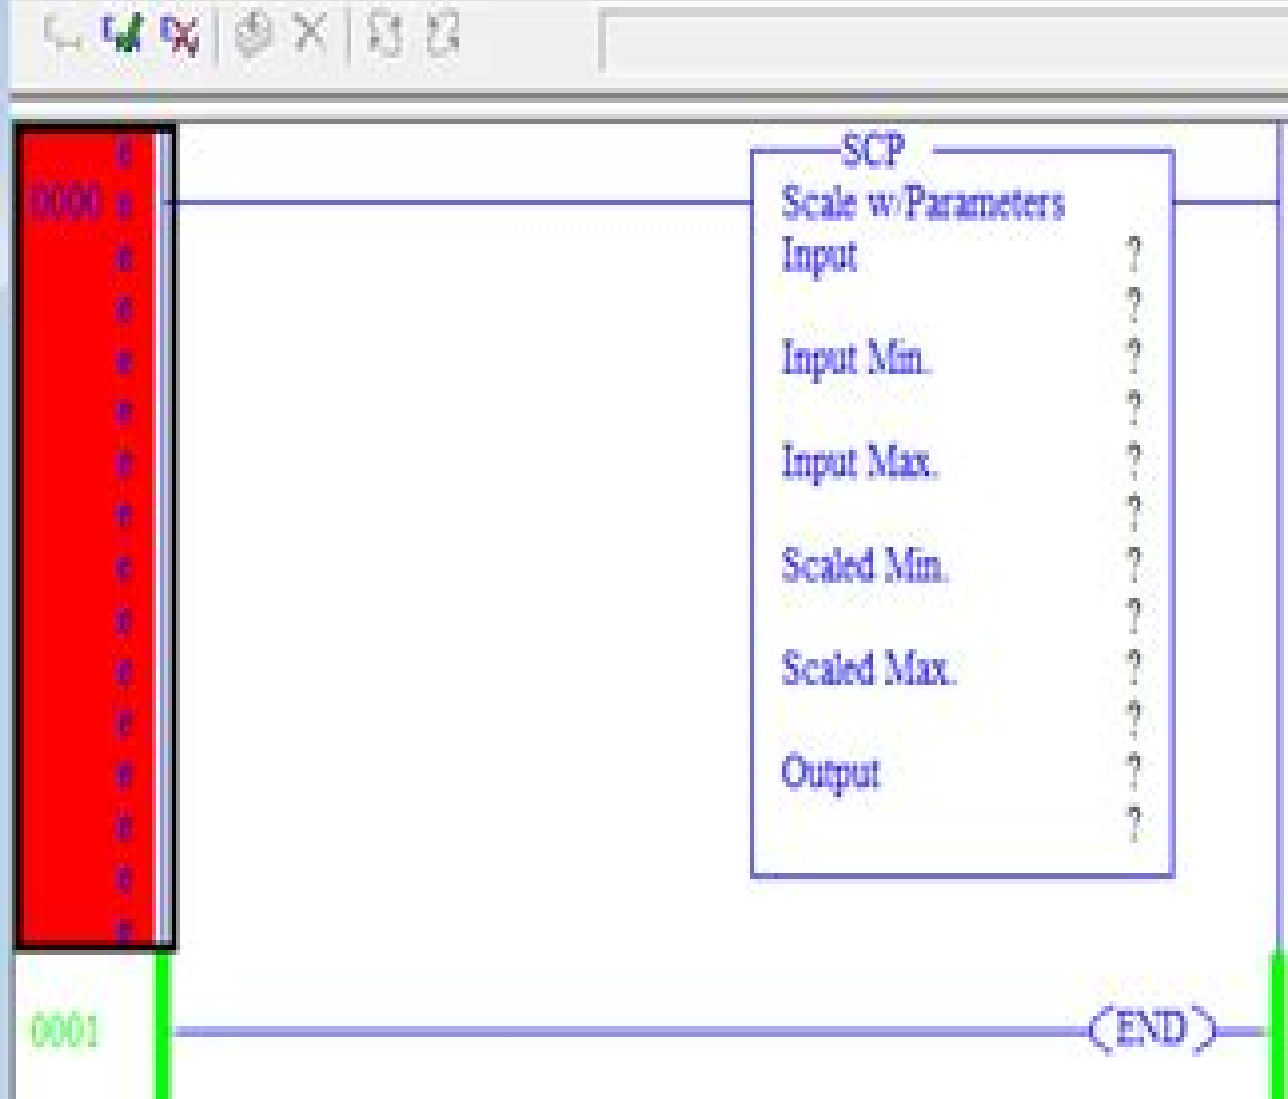 SCP
0000 e Scale w/Parameters
e
e Input ?
e ?
e Input Min. ?
e ?
e Input Max. ?
e ?
e Scaled Min. ?
e ?
e Scaled Max. ?
e ?
e Output ?
e ?
e
e
0001 (END)